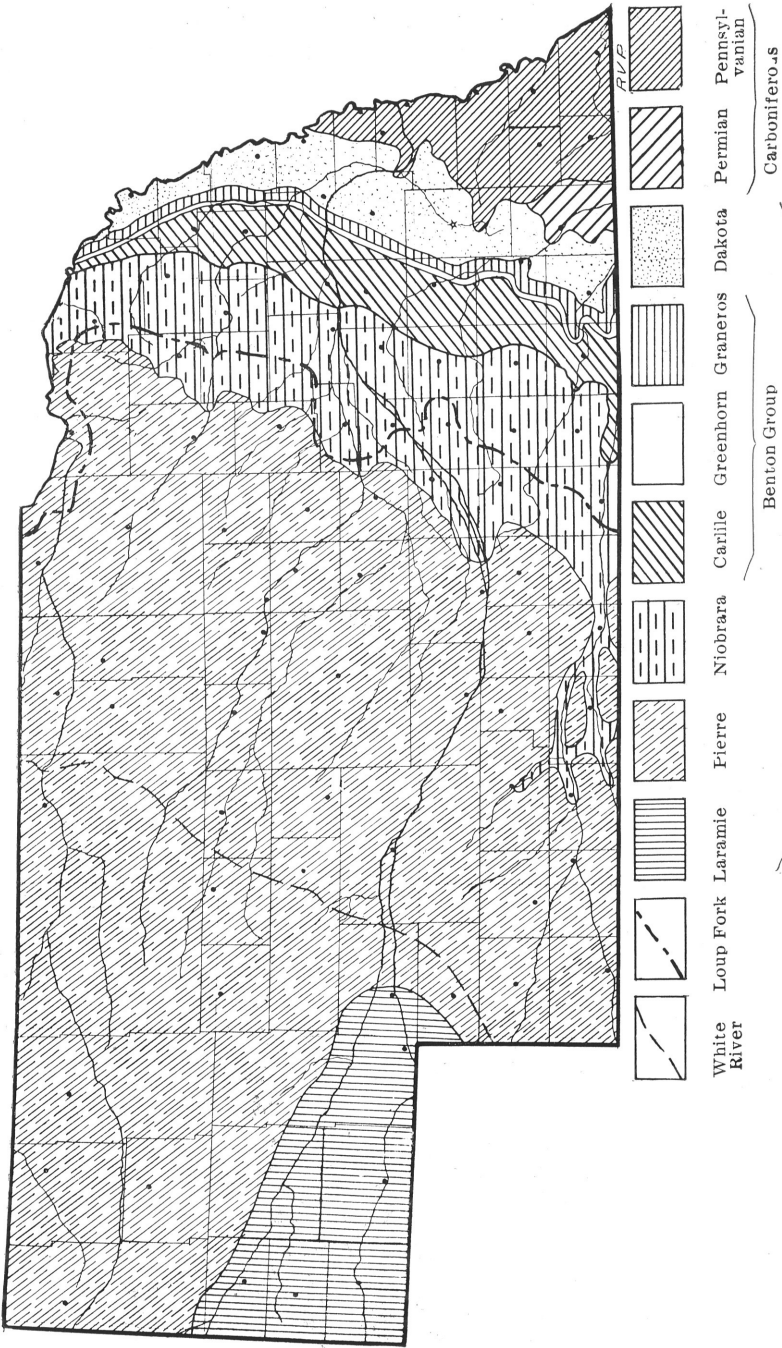 RVP
White
River
Loup Fork
Laramie
Pierre
Niobrara
Carlile
Greenhorn
Graneros
Dakota
Permian
Pennsyl-
vanian
Benton Group
Carboniferous